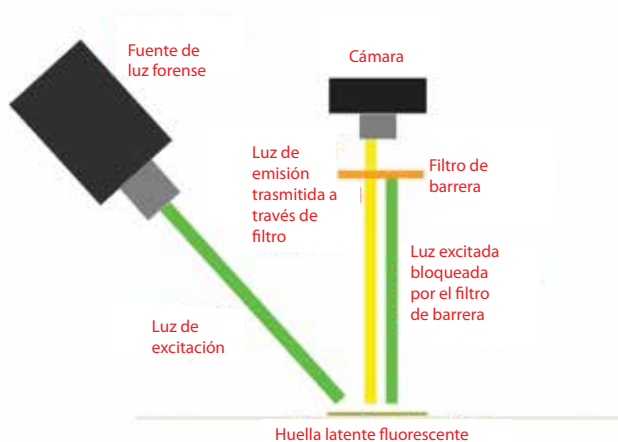 Fuente de
luz forense
Cámara
Luz de
emisión
trasmitida a
través de
filtro
Filtro de
barrera
Luz excitada
bloqueada
por el filtro
de barrera
Luz de
excitación
Huella latente fluorescente